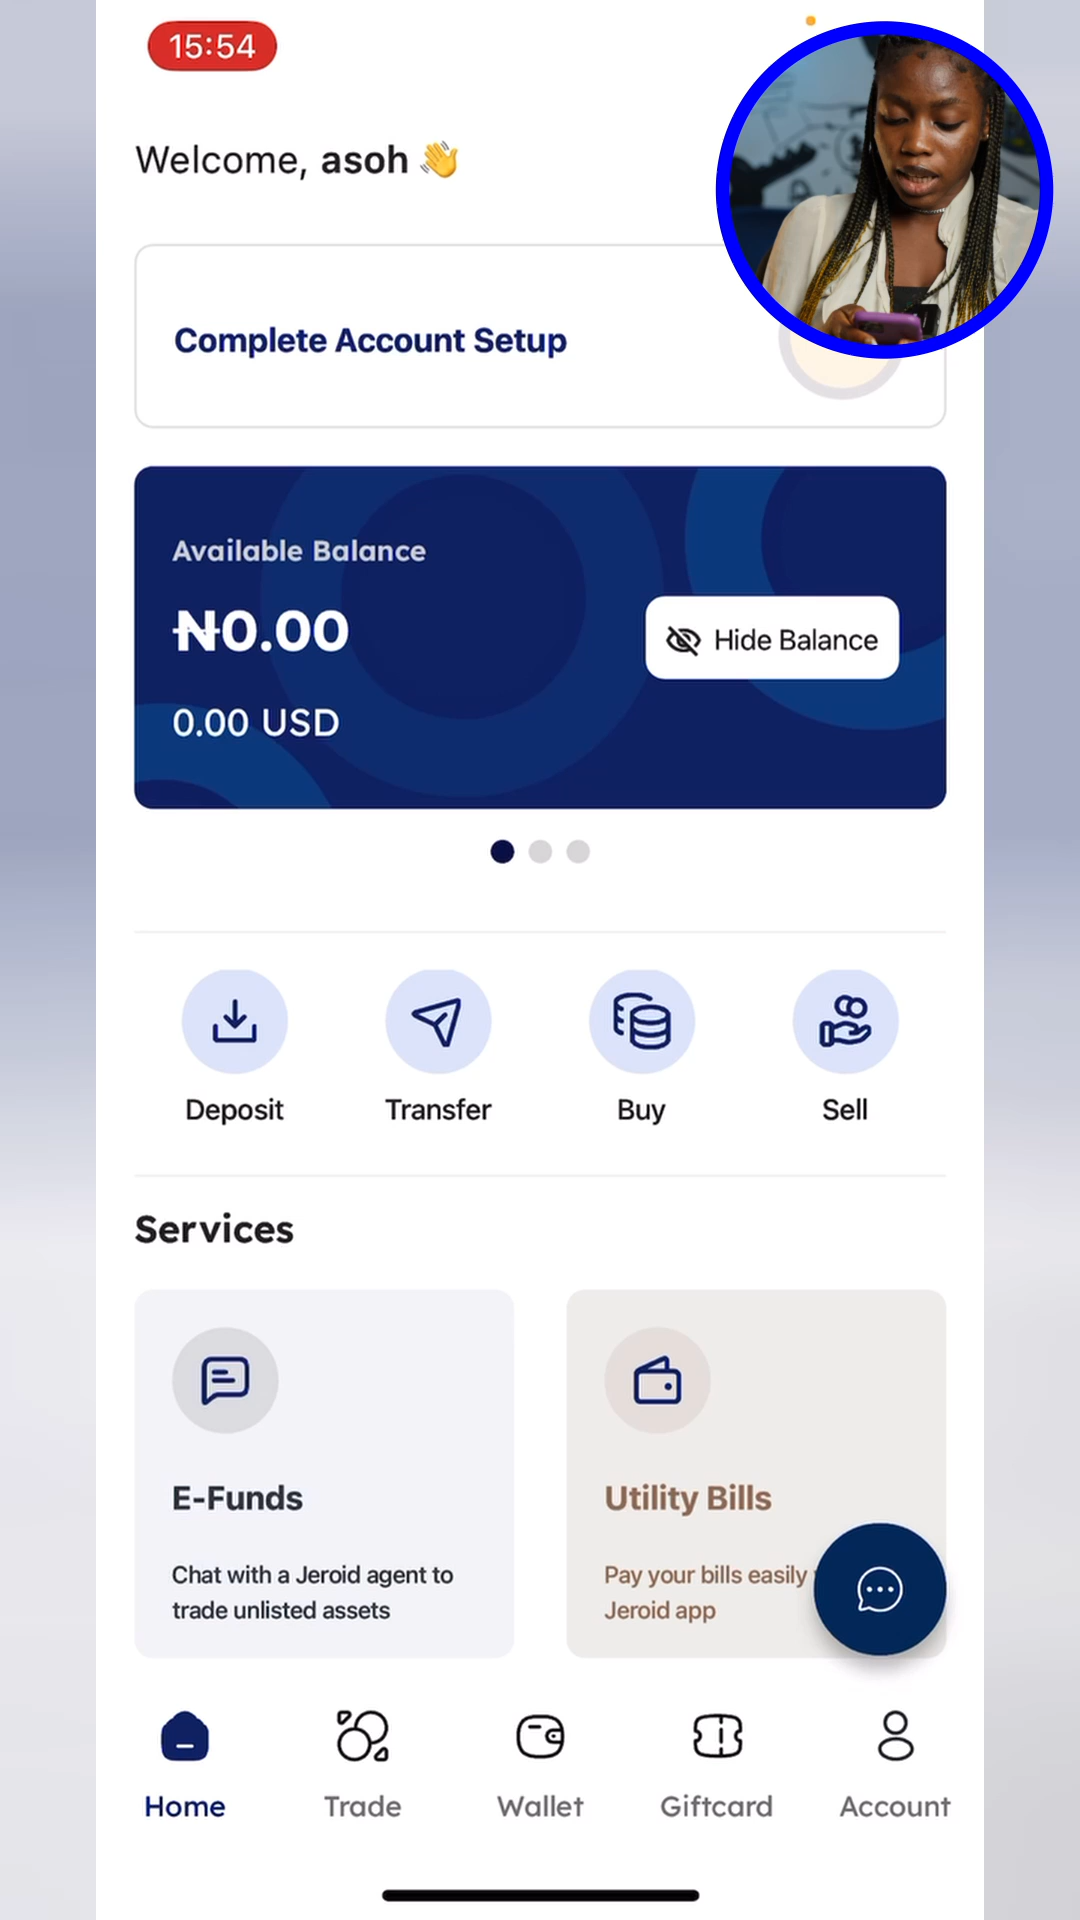 15:54
Welcome, asoh 👋
Complete Account Setup
Available Balance
₦0.00
Hide Balance
0.00 USD
Deposit
Transfer
Buy
Sell
Services
E-Funds
Chat with a Jeroid agent to
trade unlisted assets
Utility Bills
Pay your bills easily
Jeroid app
Home
Trade
Wallet
Giftcard
Account